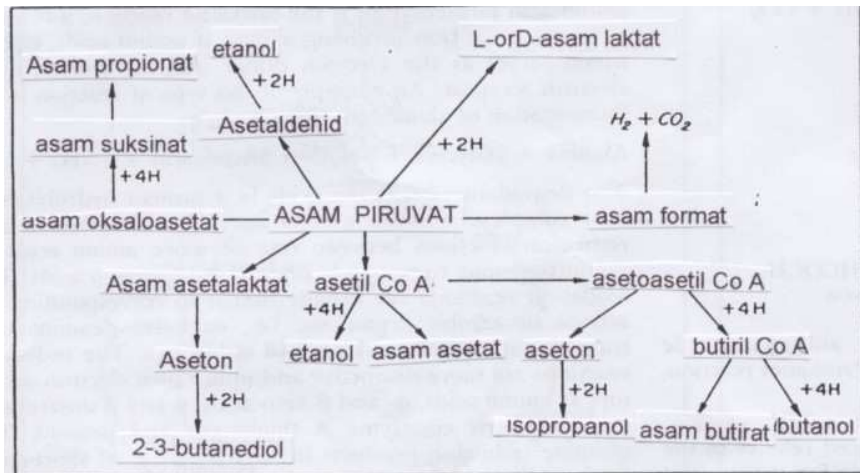 etanol
L-orD-asam laktat
Asam propionat
+2H
H₂ + CO₂
Asetaldehid
asam suksinat
+2H
+4H
asam oksaloasetat
ASAM PIRUVAT
asam format
Asam asetalaktat
asetil Co A
asetoasetil Co A
+4H
+4H
Aseton
etanol
asam asetat
aseton
butiril Co A
+2H
+2H
+4H
isopropanol
asam butirat
butanol
2-3-butanediol